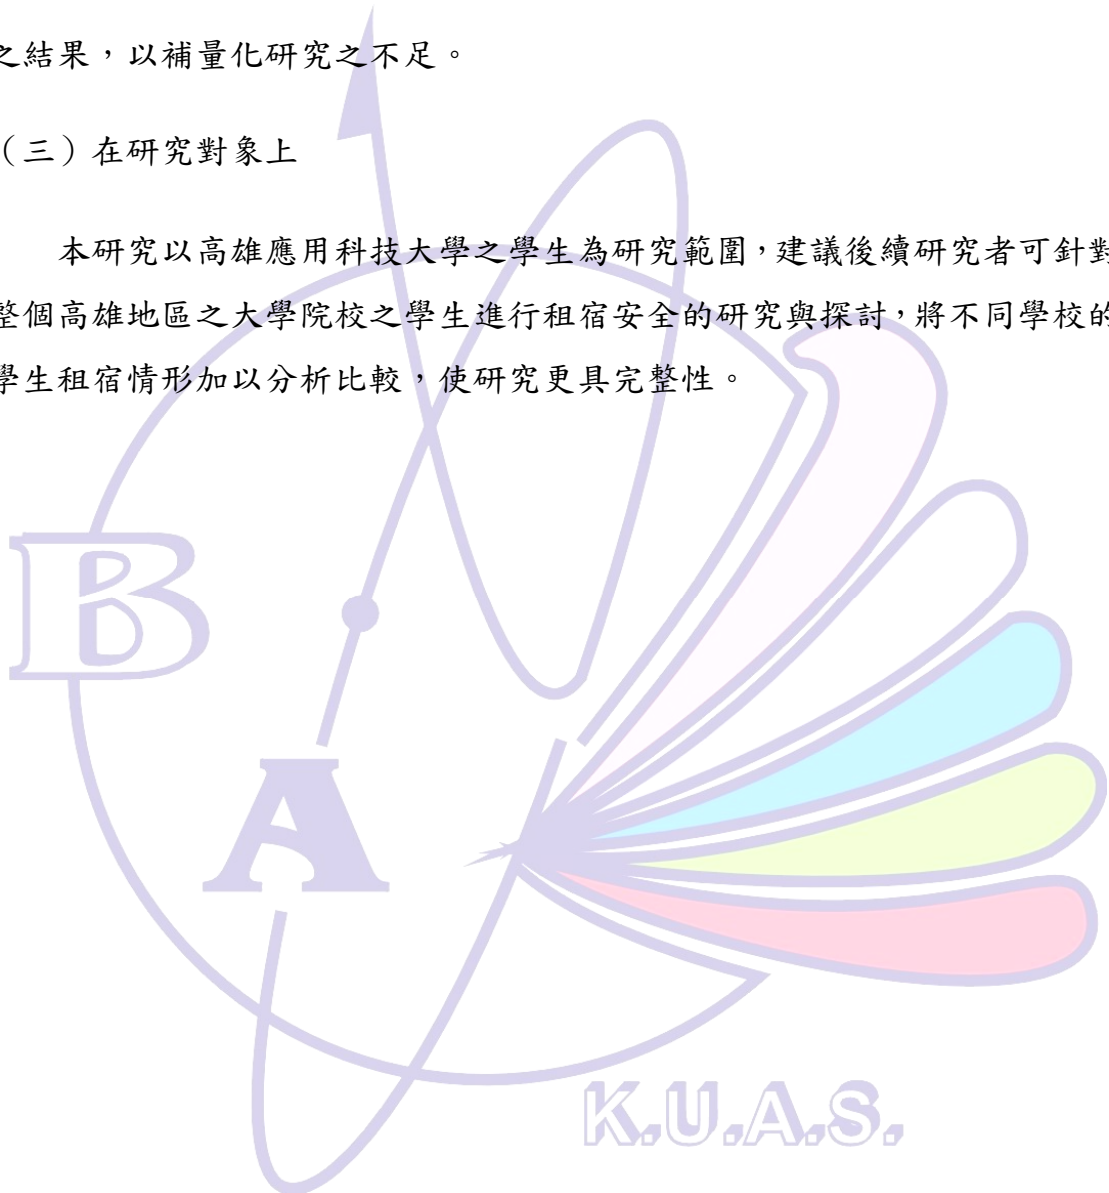 之結果，以補量化研究之不足。
（三）在研究對象上
本研究以高雄應用科技大學之學生為研究範圍，建議後續研究者可針對
整個高雄地區之大學院校之學生進行租宿安全的研究與探討，將不同學校的
學生租宿情形加以分析比較，使研究更具完整性。
B
A
K.U.A.S.